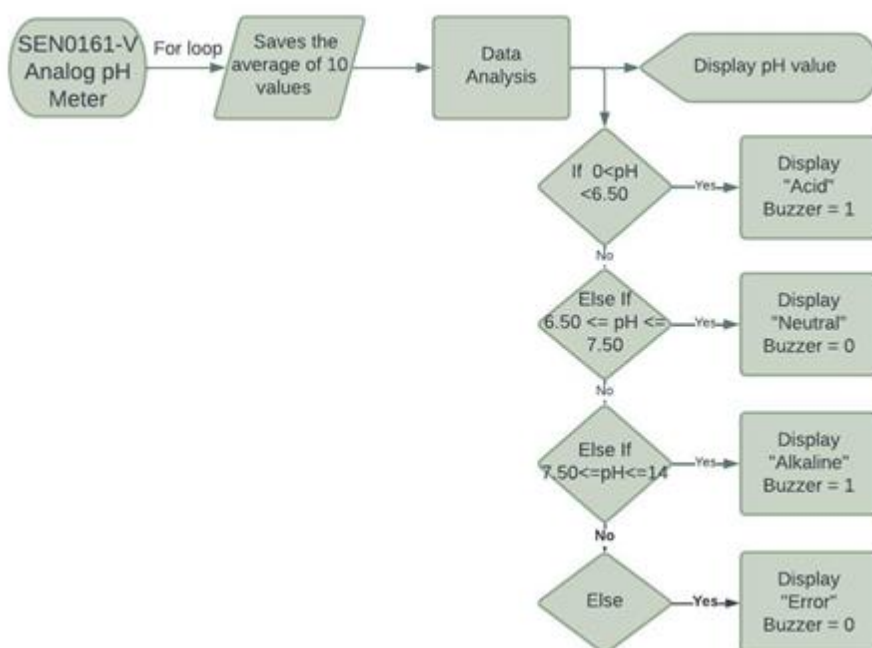 SEN0161-V
Analog pH
Meter
For loop
Saves the
average of 10
values
Data
Analysis
Display pH value
If 0<pH
<6.50
Yes
Display
"Acid"
Buzzer = 1
No
Else If
6.50 <= pH <=
7.50
Yes
Display
"Neutral"
Buzzer = 0
No
Else If
7.50<=pH<=14
Yes
Display
"Alkaline"
Buzzer = 1
No
Else
Yes
Display
"Error"
Buzzer = 0